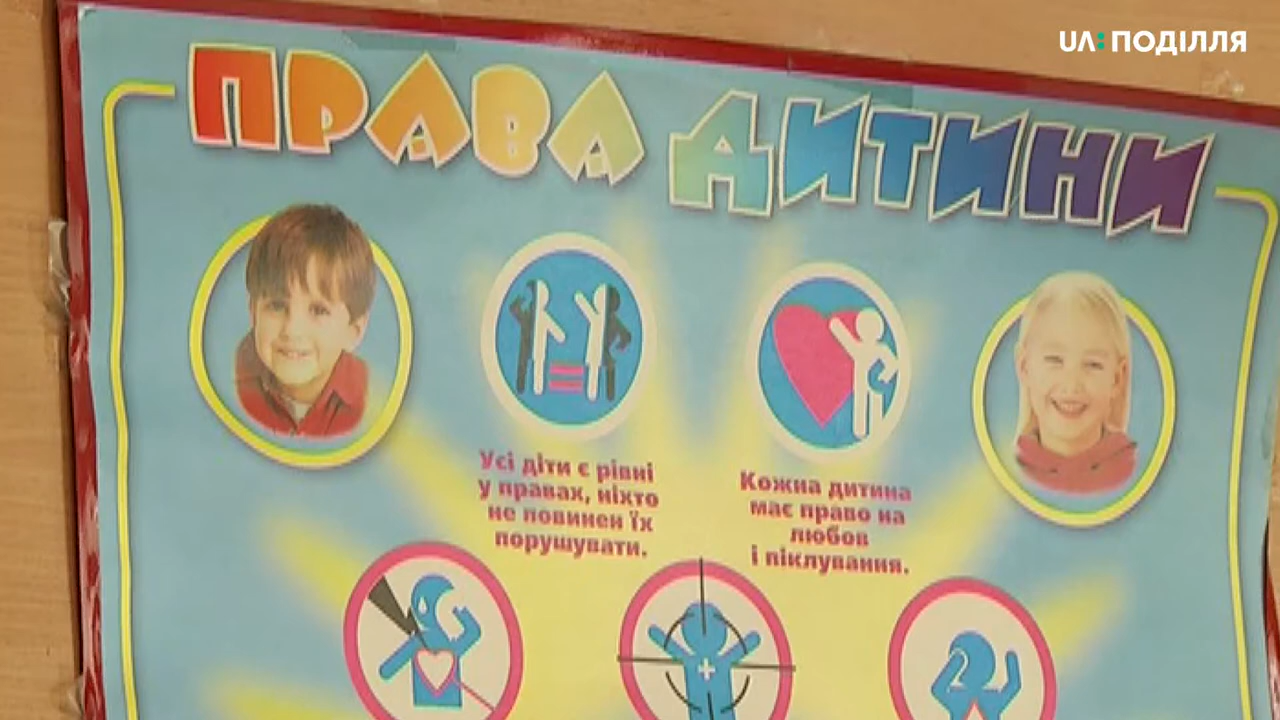 UA:ПОДІЛЛЯ
ПРАВА ДИТИНИ
Усі діти є рівні
у правах, ніхто
не повинен їх
порушувати.
Кожна дитина
має право на
любов
і піклування.